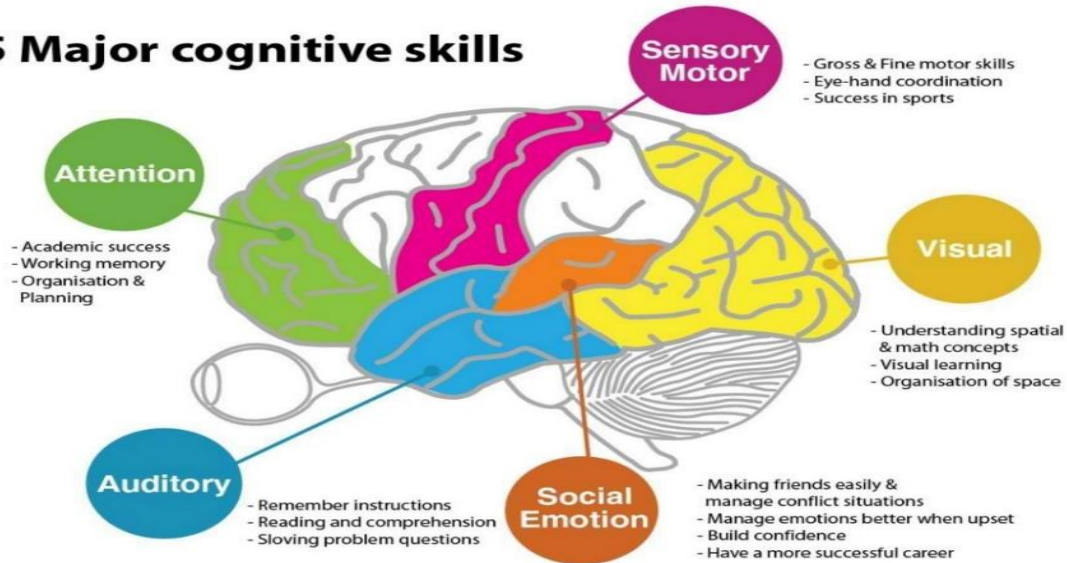 5 Major cognitive skills
Sensory
Motor
- Gross & Fine motor skills
- Eye-hand coordination
- Success in sports
Attention
- Academic success
- Working memory
- Organisation &
Planning
Visual
- Understanding spatial
& math concepts
- Visual learning
- Organisation of space
Auditory
- Remember instructions
- Reading and comprehension
- Sloving problem questions
Social
Emotion
- Making friends easily &
manage conflict situations
- Manage emotions better when upset
- Build confidence
- Have a more successful career